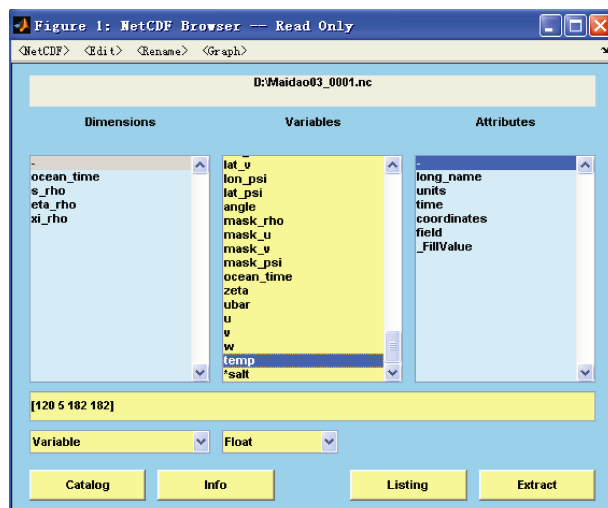 Figure 1: NetCDF Browser -- Read Only
<NetCDF> <Edit> <Rename> <Graph>
D:\Maidao03_0001.nc
Dimensions
Variables
Attributes
-
ocean_time
s_rho
eta_rho
xi_rho
lat_v
lon_psi
lat_psi
angle
mask_rho
mask_u
mask_v
mask_psi
ocean_time
zeta
ubar
u
v
w
temp
*salt
-
long_name
units
time
coordinates
field
_FillValue
[120 5 182 182]
Variable
Float
Catalog
Info
Listing
Extract